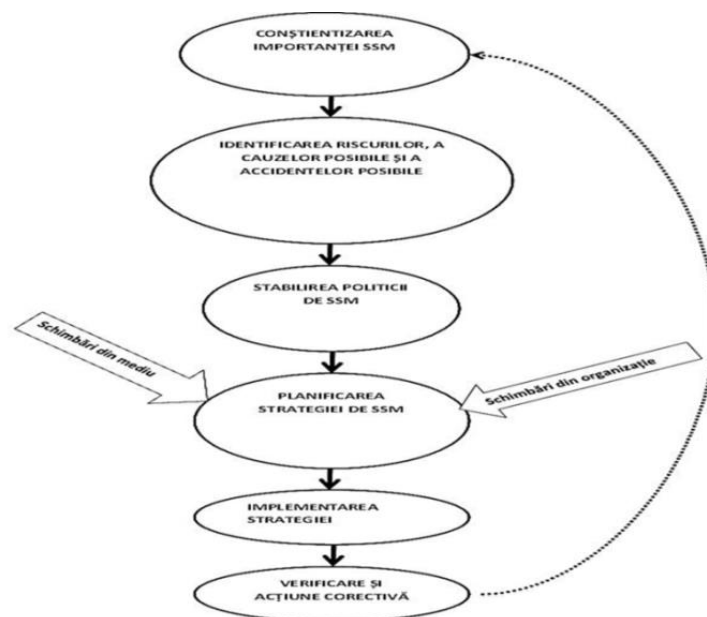 CONȘTIENTIZAREA
IMPORTANȚEI SSM
IDENTIFICAREA RISCURILOR, A
CAUZELOR POSIBILE ȘI A
ACCIDENTELOR POSIBILE
STABILIREA POLITICII
DE SSM
Schimbări din mediu
Schimbări din organizație
PLANIFICAREA
STRATEGIEI DE SSM
IMPLEMENTAREA
STRATEGIEI
VERIFICARE ȘI
ACȚIUNE CORECTIVĂ